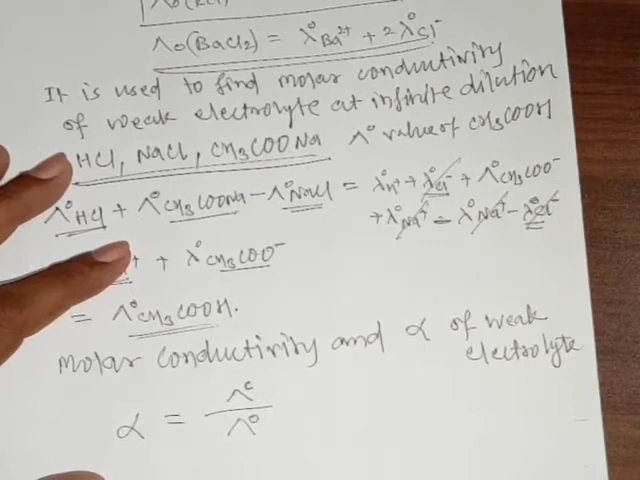 Λ₀(BaCl₂) = λ°Ba²⁺ + 2λ°Cl⁻
It is used to find molar conductivity
of weak electrolyte at infinite dilution
HCl, NaCl, CH₃COONa Λ° value of CH₃COOH
Λ°HCl + Λ°CH₃COONa − Λ°NaCl = λ°H⁺ + λ°Cl⁻ + Λ°CH₃COO⁻
+ λ°Na⁺ − λ°Na⁺ − λ°Cl⁻
+ λ°CH₃COO⁻
= Λ°CH₃COOH.
Molar conductivity and α of weak
electrolyte
α = Λᶜ / Λ°